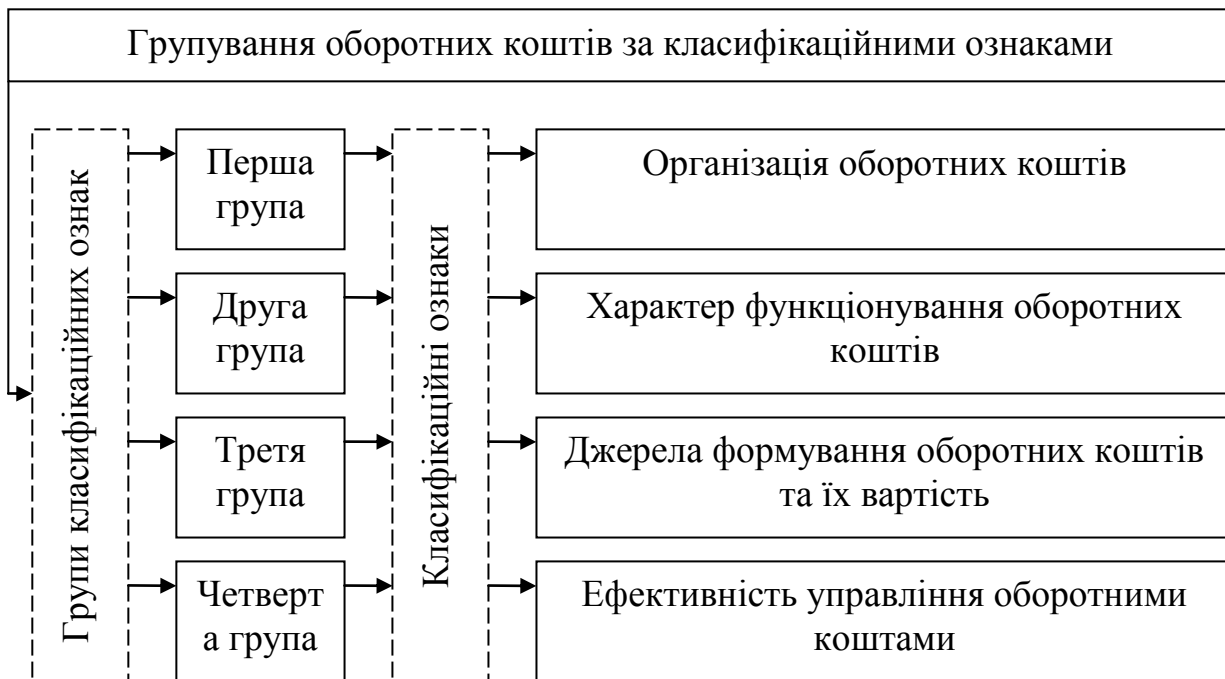 Групування оборотних коштів за класифікаційними ознаками
Групи класифікаційних ознак
Перша
група
Класифікаційні ознаки
Організація оборотних коштів
Друга
група
Характер функціонування оборотних
коштів
Третя
група
Джерела формування оборотних коштів
та їх вартість
Четверт
а група
Ефективність управління оборотними
коштами